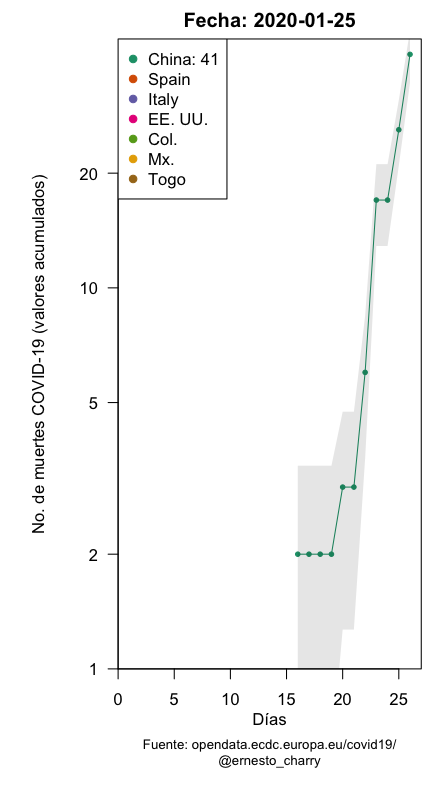 Fecha: 2020-01-25
China: 41
Spain
Italy
EE. UU.
Col.
Mx.
Togo
No. de muertes COVID-19 (valores acumulados)
20
10
5
2
1
0 5 10 15 20 25
Días
Fuente: opendata.ecdc.europa.eu/covid19/
@ernesto_charry